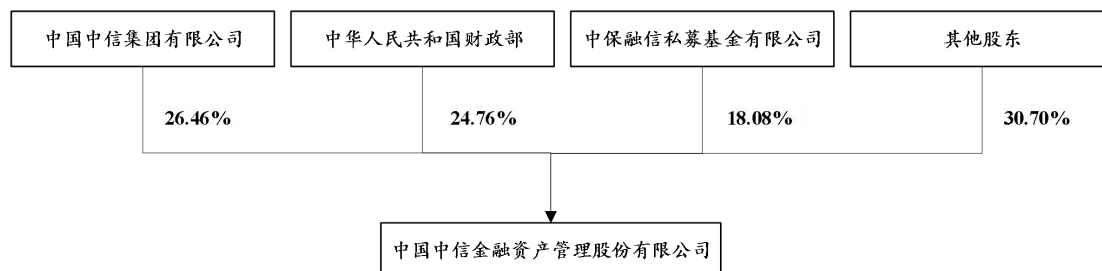 中国中信集团有限公司
中华人民共和国财政部
中保融信私募基金有限公司
其他股东
26.46%
24.76%
18.08%
30.70%
中国中信金融资产管理股份有限公司